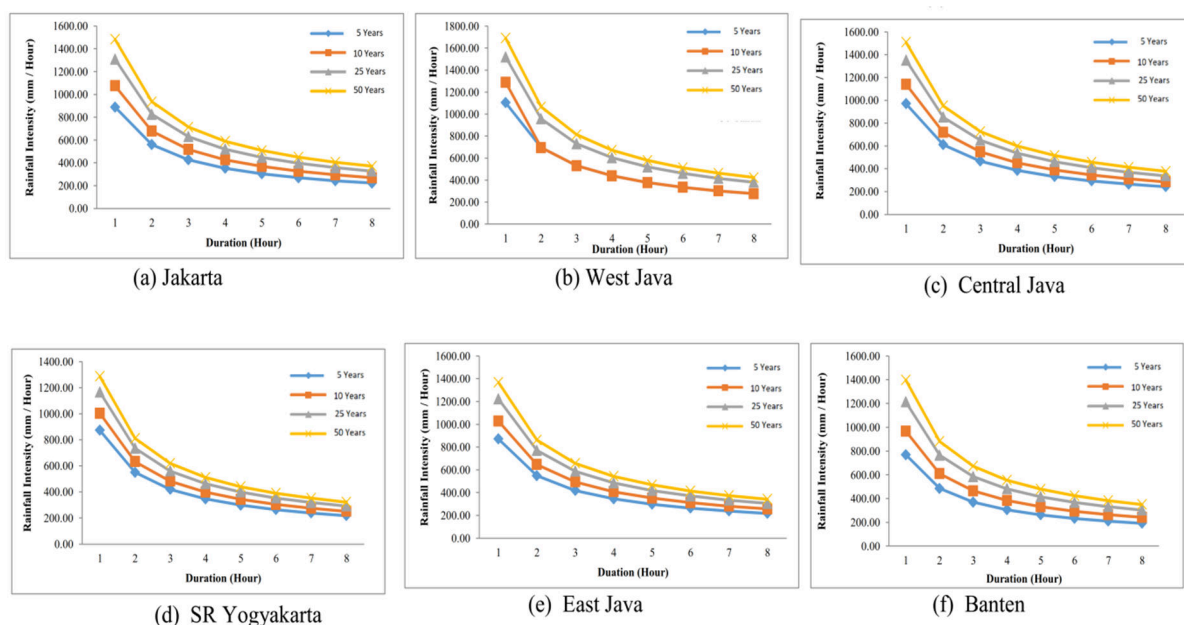 1600.00
1400.00
1200.00
1000.00
800.00
600.00
400.00
200.00
0.00
Rainfall Intensity (mm / Hour)
5 Years
10 Years
25 Years
50 Years
1 2 3 4 5 6 7 8
Duration (Hour)
(a) Jakarta
1800.00
1600.00
1400.00
1200.00
1000.00
800.00
600.00
400.00
200.00
0.00
Rainfall Intensity (mm / Hour)
5 Years
10 Years
25 Years
50 Years
1 2 3 4 5 6 7 8
Duration (Hour)
(b) West Java
1600.00
1400.00
1200.00
1000.00
800.00
600.00
400.00
200.00
0.00
Rainfall Intensity (mm / Hour)
5 Years
10 Years
25 Years
50 Years
1 2 3 4 5 6 7 8
Duration (Hour)
(c) Central Java
1400.00
1200.00
1000.00
800.00
600.00
400.00
200.00
0.00
Rainfall Intensity (mm / Hour)
5 Years
10 Years
25 Years
50 Years
1 2 3 4 5 6 7 8
Duration (Hour)
(d) SR Yogyakarta
1600.00
1400.00
1200.00
1000.00
800.00
600.00
400.00
200.00
0.00
Rainfall Intensity (mm / Hour)
5 Years
10 Years
25 Years
50 Years
1 2 3 4 5 6 7 8
Duation (Hour)
(e) East Java
1600.00
1400.00
1200.00
1000.00
800.00
600.00
400.00
200.00
0.00
Rainfall Intensity (mm / Hour)
5 Years
10 Years
25 Years
50 Years
1 2 3 4 5 6 7 8
Duration (Hour)
(f) Banten